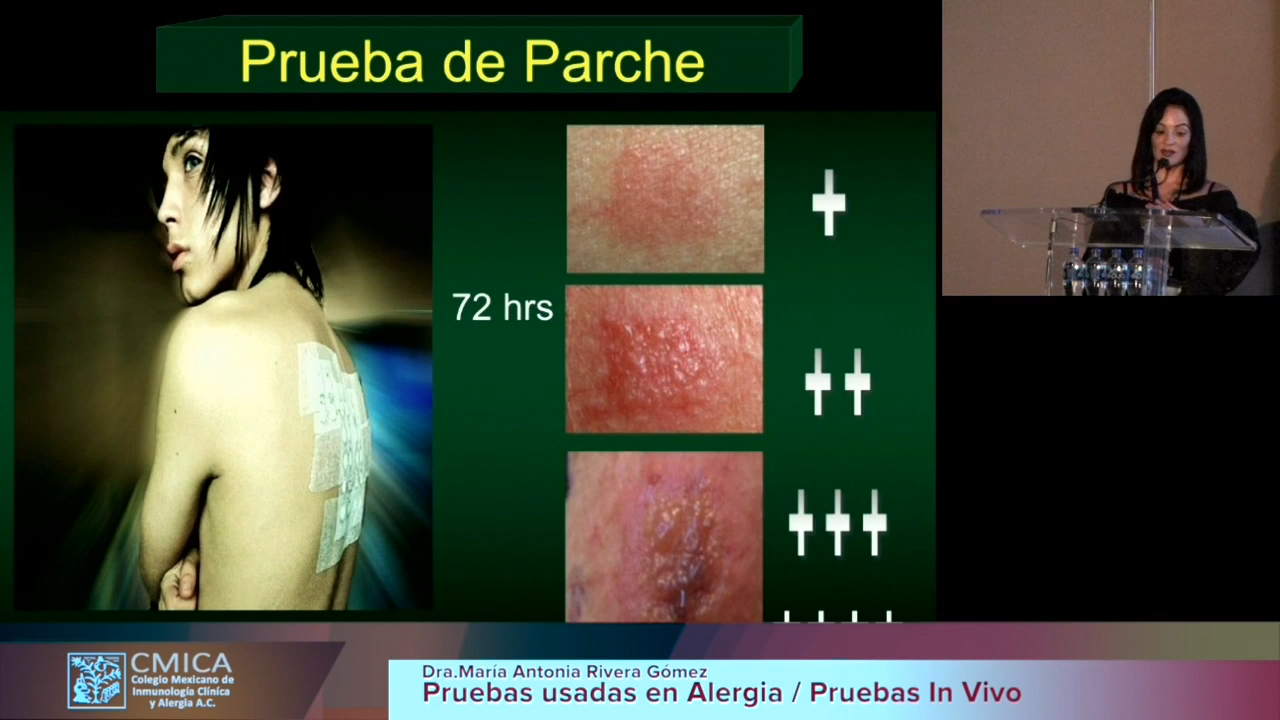 Prueba de Parche
72 hrs
CMICA
Colegio Mexicano de
Inmunología Clínica
y Alergia A.C.
Dra.María Antonia Rivera Gómez
Pruebas usadas en Alergia / Pruebas In Vivo